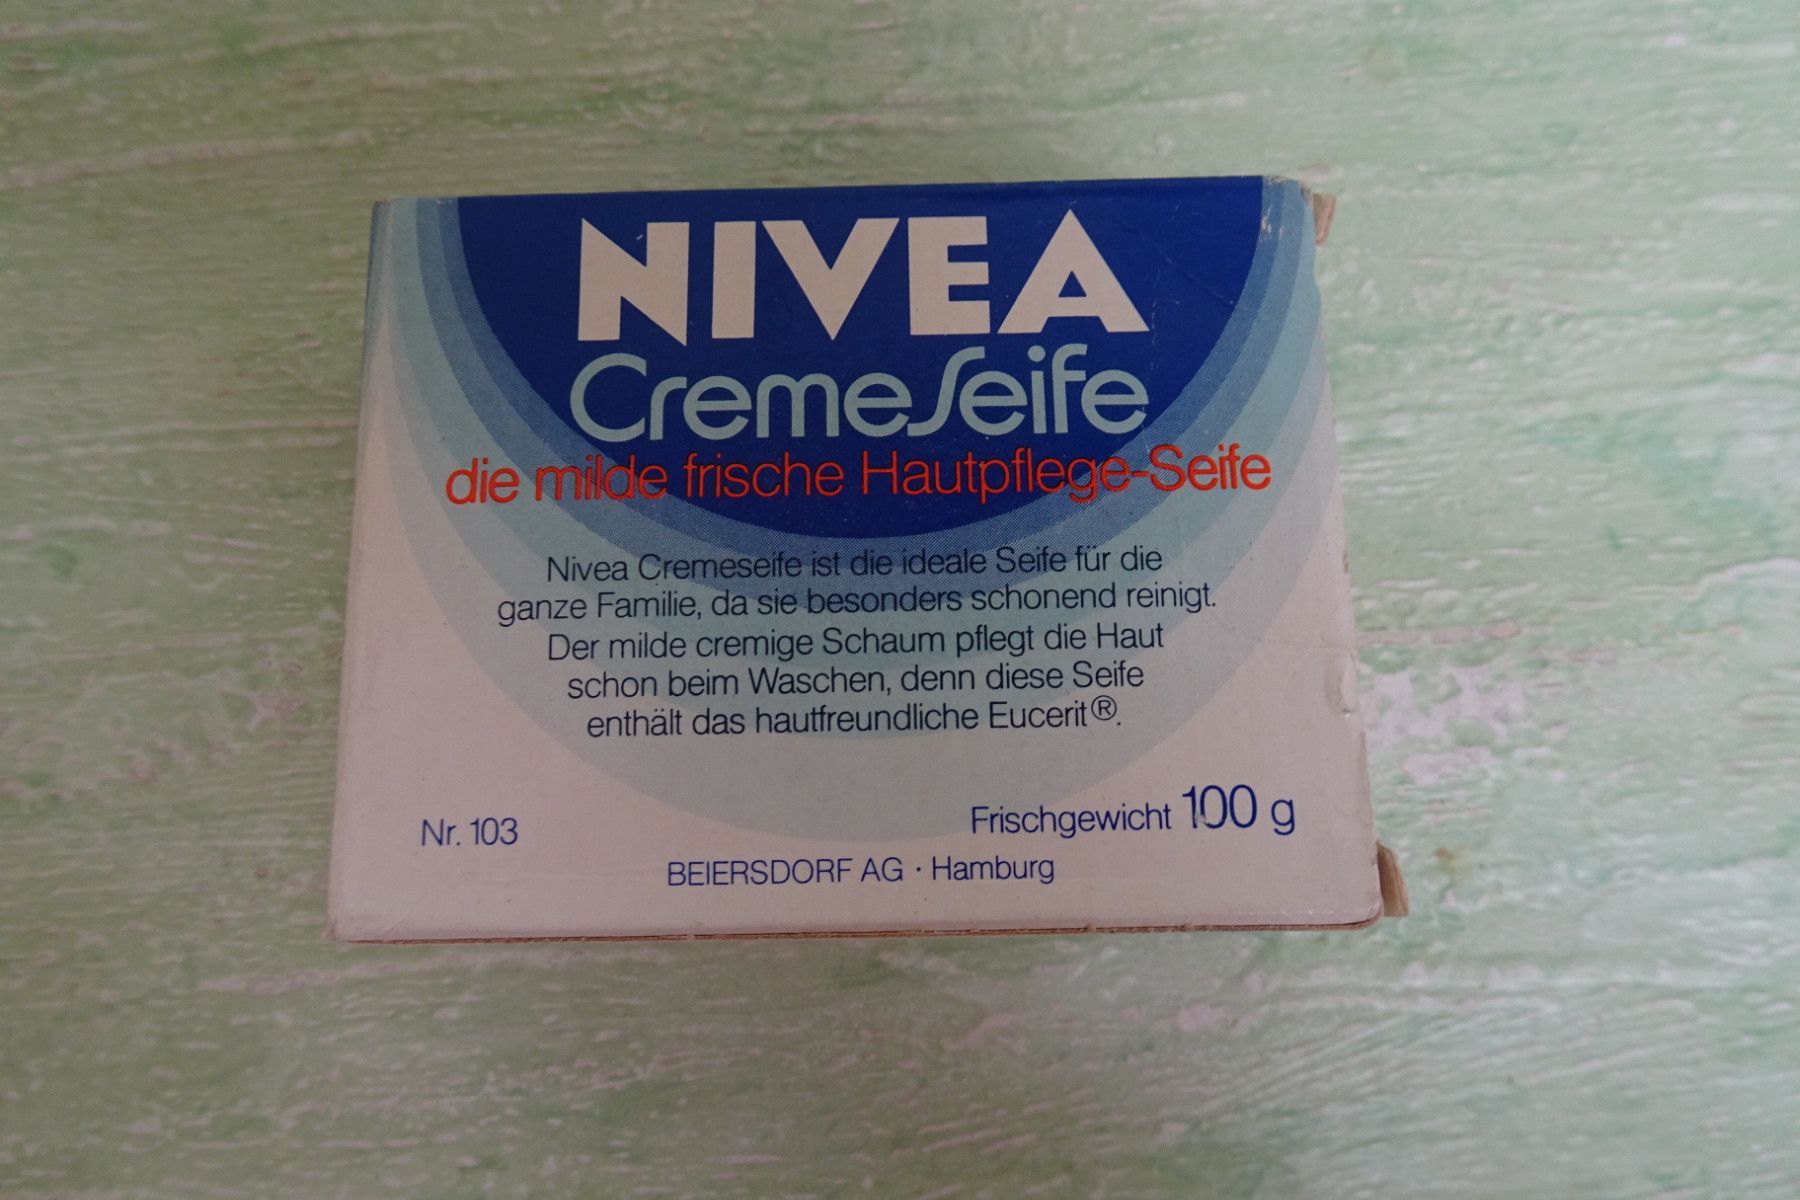 NIVEA
CremeSeife
die milde frische Hautpflege-Seife
Nivea Cremeseife ist die ideale Seife für die
ganze Familie, da sie besonders schonend reinigt.
Der milde cremige Schaum pflegt die Haut
schon beim Waschen, denn diese Seife
enthält das hautfreundliche Eucerit®.
Nr. 103
Frischgewicht 100 g
BEIERSDORF AG · Hamburg